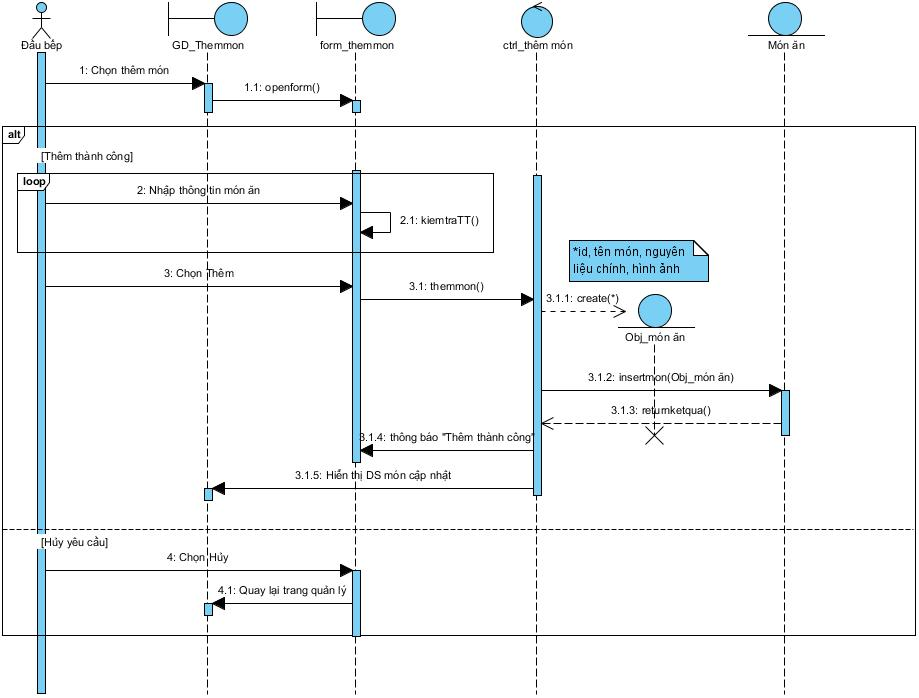 Đầu bếp
GD_Themmon
form_themmon
ctrl_thêm món
Món ăn
1: Chọn thêm món
1.1: openform()
alt
[Thêm thành công]
loop
2: Nhập thông tin món ăn
2.1: kiemtraTT()
*id, tên món, nguyên
liệu chính, hình ảnh
3: Chọn Thêm
3.1: themmon()
3.1.1: create(*)
Obj_món ăn
3.1.2: insertmon(Obj_món ăn)
3.1.3: returnketqua()
3.1.4: thông báo "Thêm thành công"
3.1.5: Hiển thị DS món cập nhật
[Hủy yêu cầu]
4: Chọn Hủy
4.1: Quay lại trang quản lý